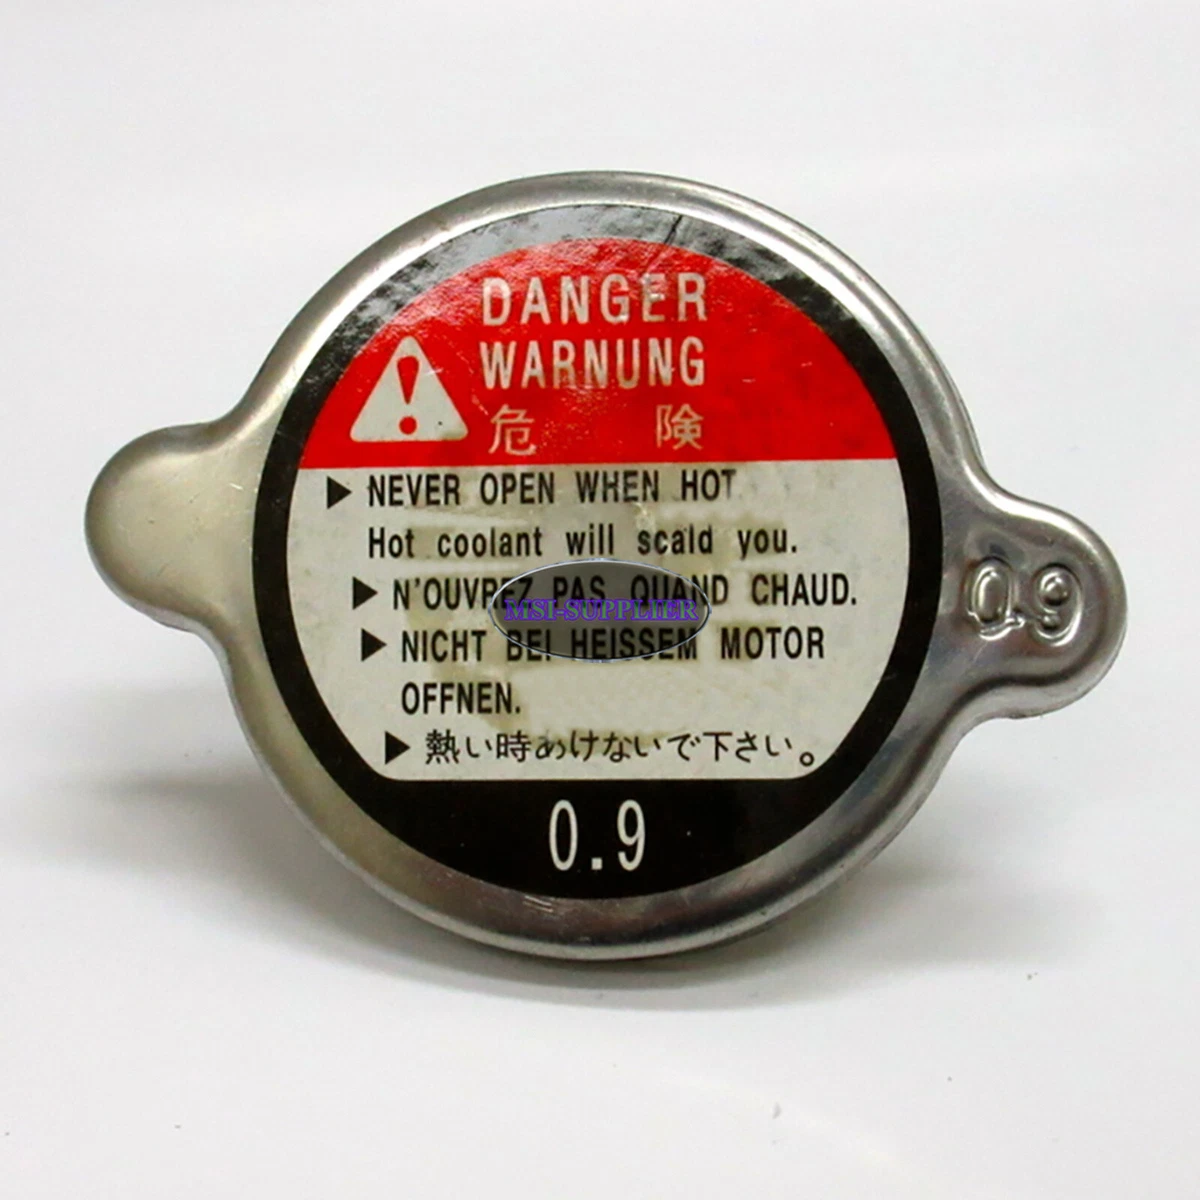 DANGER
WARNUNG
危 険
▶ NEVER OPEN WHEN HOT
Hot coolant will scald you.
▶ N'OUVREZ PAS QUAND CHAUD.
▶ NICHT BEI HEISSEM MOTOR
OFFNEN.
▶ 熱い時あけないで下さい。
0.9
0.9
MSI-SUPPLIER